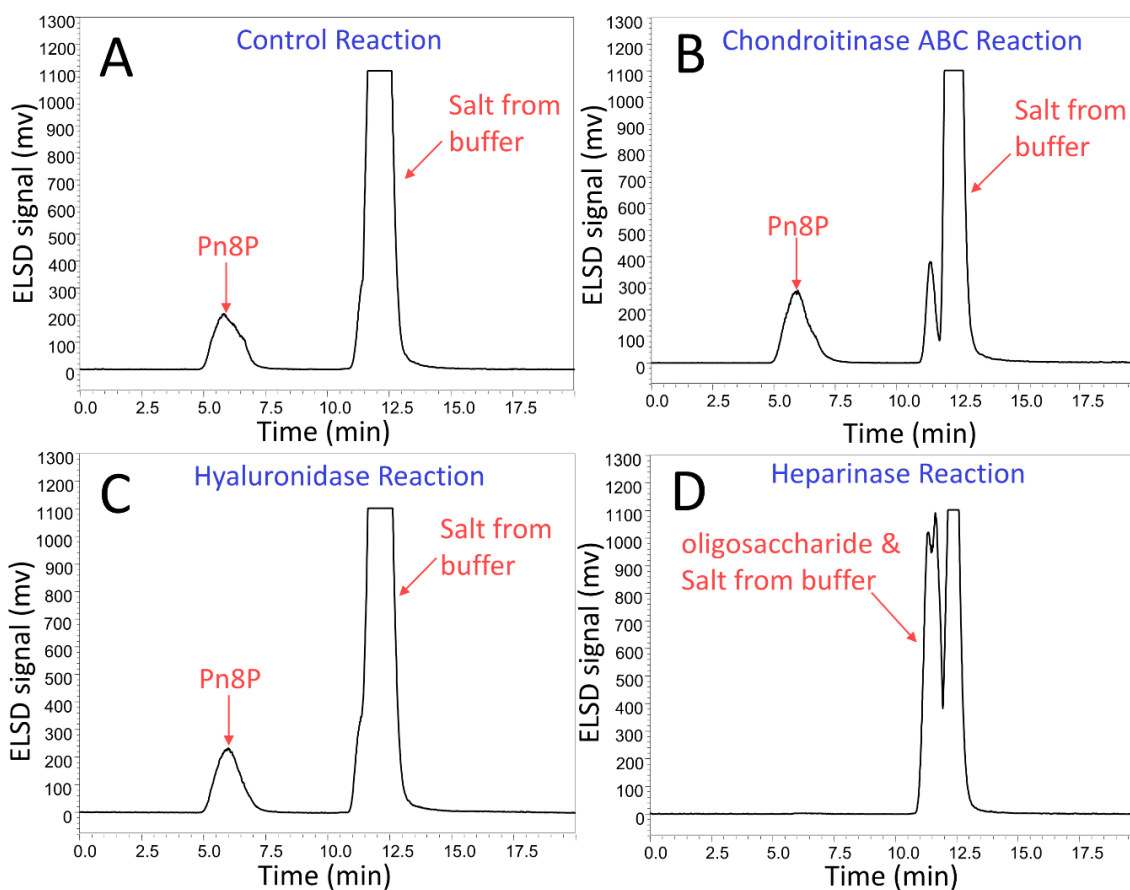 A
Control Reaction
Salt from
buffer
Pn8P
ELSD signal (mv)
1300
1200
1100
1000
900
800
700
600
500
400
300
200
100
0
0.0 2.5 5.0 7.5 10.0 12.5 15.0 17.5
Time (min)
B
Chondroitinase ABC Reaction
Salt from
buffer
Pn8P
ELSD signal (mv)
1300
1200
1100
1000
900
800
700
600
500
400
300
200
100
0
0.0 2.5 5.0 7.5 10.0 12.5 15.0 17.5
Time (min)
C
Hyaluronidase Reaction
Salt from
buffer
Pn8P
ELSD signal (mv)
1300
1200
1100
1000
900
800
700
600
500
400
300
200
100
0
0.0 2.5 5.0 7.5 10.0 12.5 15.0 17.5
Time (min)
D
Heparinase Reaction
oligosaccharide &
Salt from buffer
ELSD signal (mv)
1300
1200
1100
1000
900
800
700
600
500
400
300
200
100
0
0.0 2.5 5.0 7.5 10.0 12.5 15.0 17.5
Time (min)